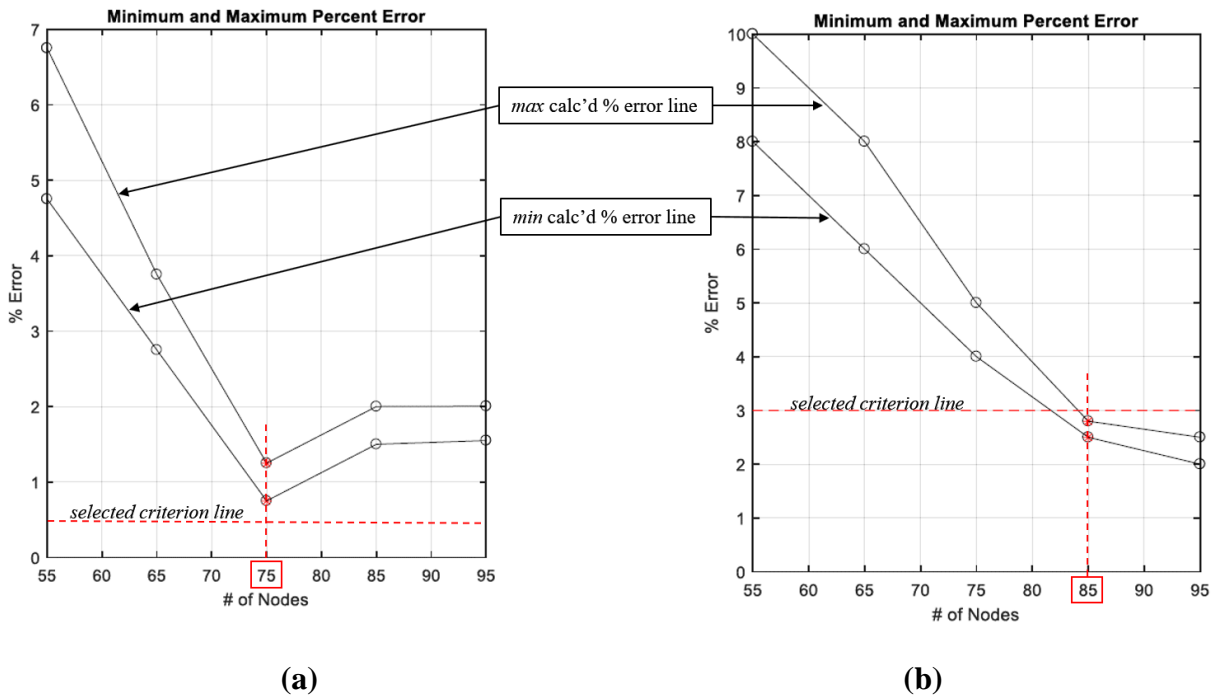 Minimum and Maximum Percent Error
7
6
5
4
3
2
1
0
% Error
selected criterion line
55 60 65 70 75 80 85 90 95
# of Nodes
(a)
max calc'd % error line
min calc'd % error line
Minimum and Maximum Percent Error
10
9
8
7
6
5
4
3
2
1
0
% Error
selected criterion line
55 60 65 70 75 80 85 90 95
# of Nodes
(b)